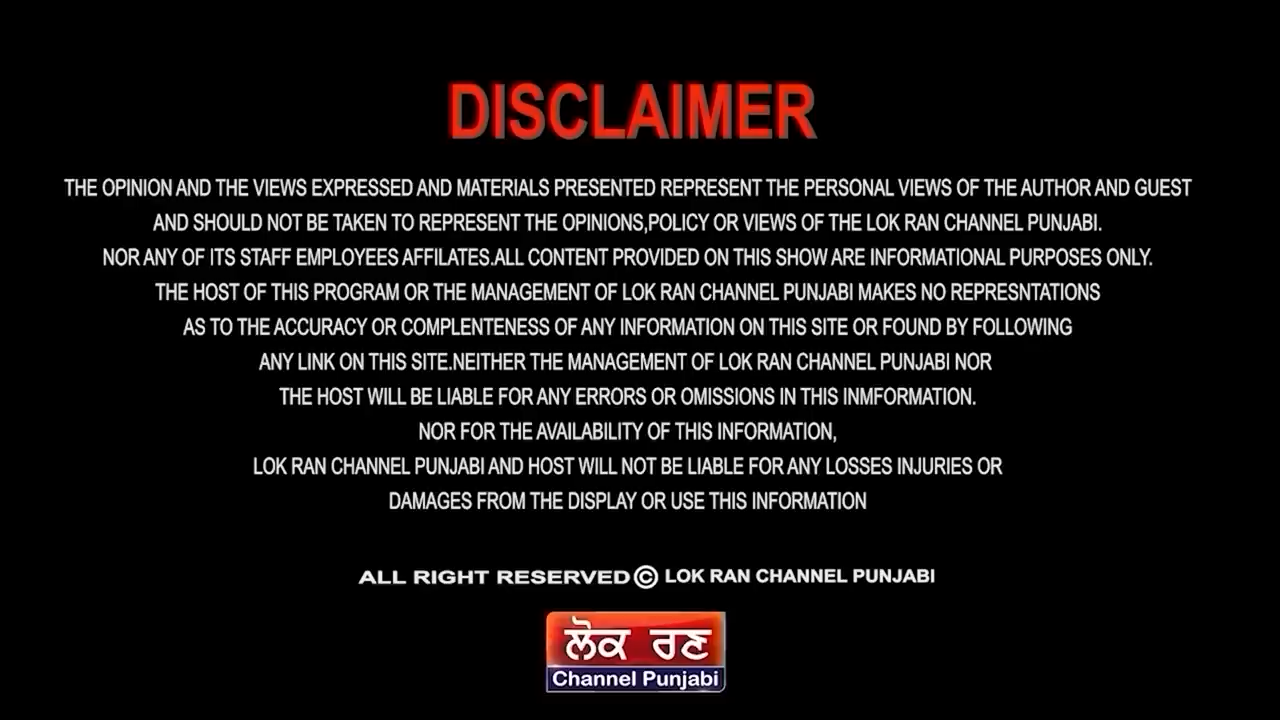 DISCLAIMER
THE OPINION AND THE VIEWS EXPRESSED AND MATERIALS PRESENTED REPRESENT THE PERSONAL VIEWS OF THE AUTHOR AND GUEST
AND SHOULD NOT BE TAKEN TO REPRESENT THE OPINIONS,POLICY OR VIEWS OF THE LOK RAN CHANNEL PUNJABI.
NOR ANY OF ITS STAFF EMPLOYEES AFFILATES.ALL CONTENT PROVIDED ON THIS SHOW ARE INFORMATIONAL PURPOSES ONLY.
THE HOST OF THIS PROGRAM OR THE MANAGEMENT OF LOK RAN CHANNEL PUNJABI MAKES NO REPRESNTATIONS
AS TO THE ACCURACY OR COMPLENTENESS OF ANY INFORMATION ON THIS SITE OR FOUND BY FOLLOWING
ANY LINK ON THIS SITE.NEITHER THE MANAGEMENT OF LOK RAN CHANNEL PUNJABI NOR
THE HOST WILL BE LIABLE FOR ANY ERRORS OR OMISSIONS IN THIS INMFORMATION.
NOR FOR THE AVAILABILITY OF THIS INFORMATION,
LOK RAN CHANNEL PUNJABI AND HOST WILL NOT BE LIABLE FOR ANY LOSSES INJURIES OR
DAMAGES FROM THE DISPLAY OR USE THIS INFORMATION
ALL RIGHT RESERVED © LOK RAN CHANNEL PUNJABI
ਲੋਕ ਰਣ
Channel Punjabi